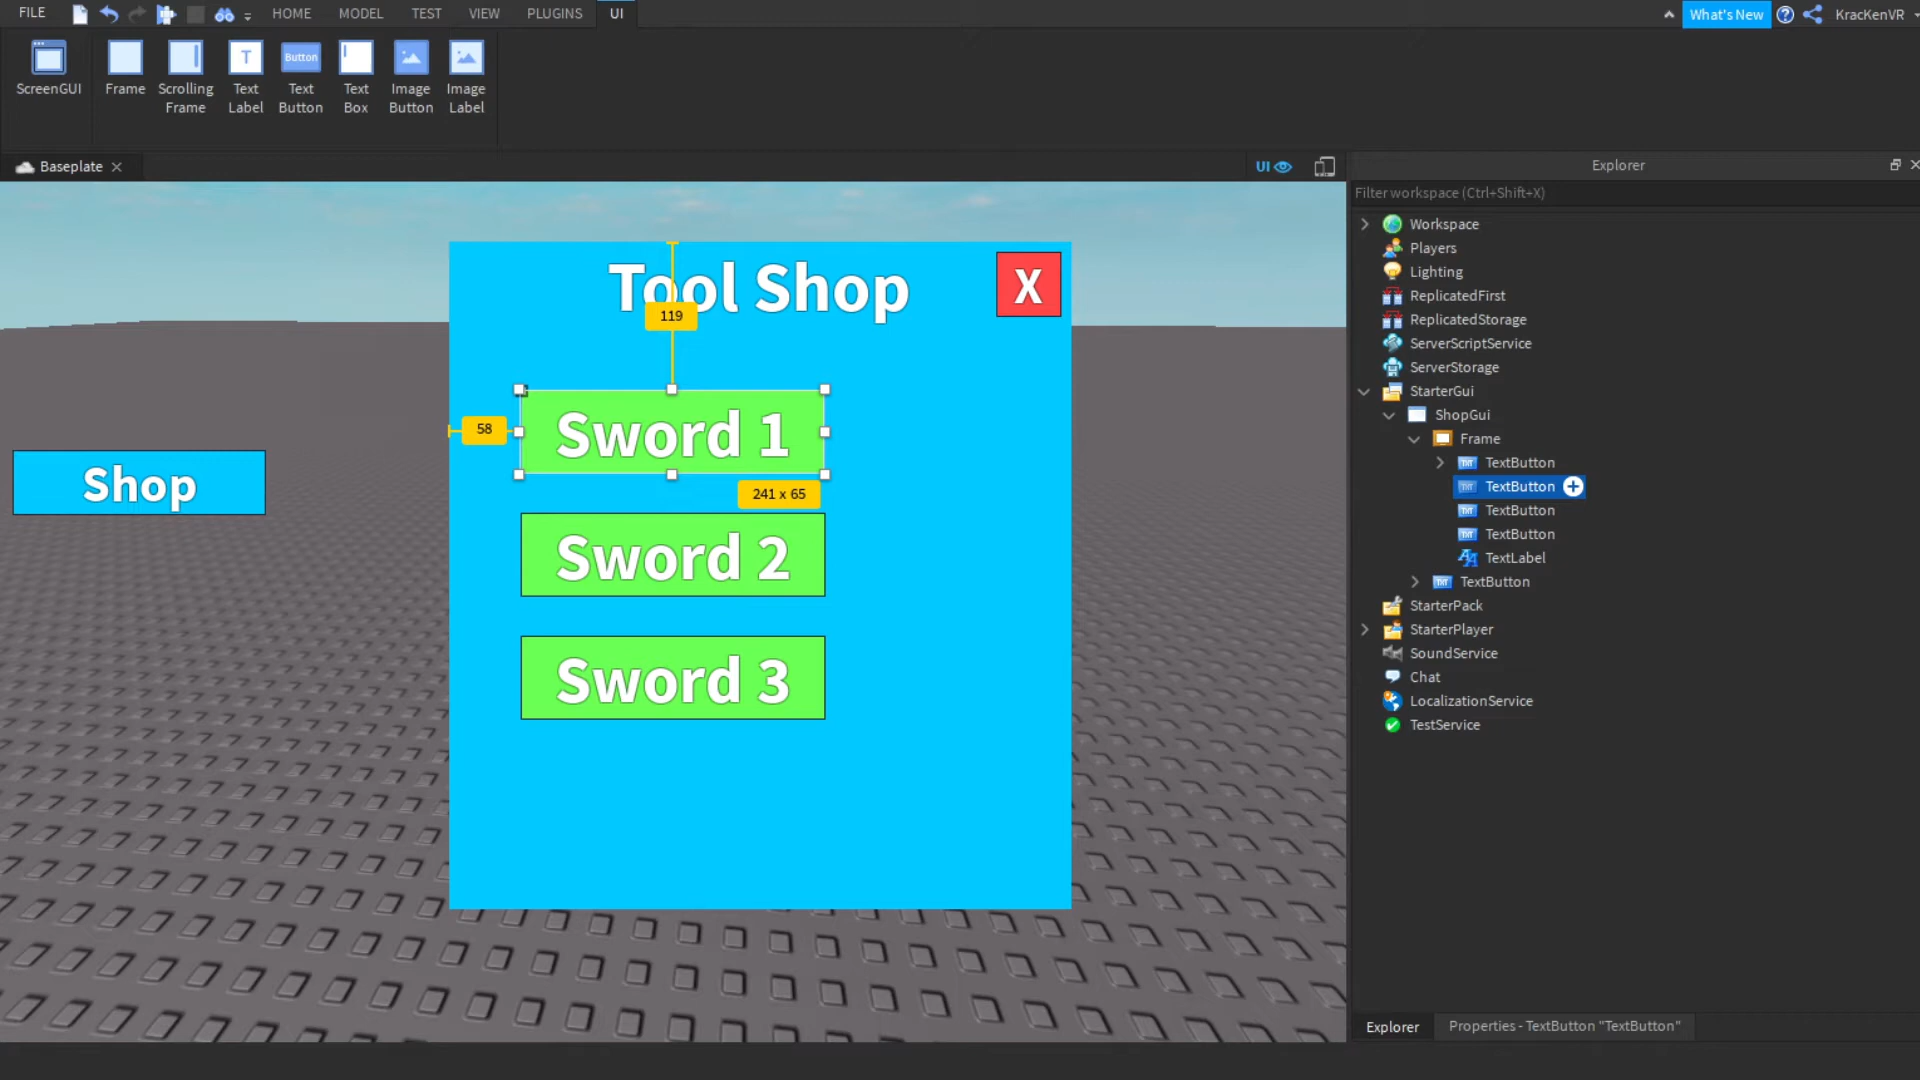 FILE HOME MODEL TEST VIEW PLUGINS UI What's New KracKenVR
ScreenGUI
Frame
Scrolling
Frame
T
Text
Label
Button
Text
Button
Text
Box
Image
Button
Image
Label
Baseplate
UI
Explorer
Filter workspace (Ctrl+Shift+X)
Workspace
Players
Lighting
ReplicatedFirst
ReplicatedStorage
ServerScriptService
ServerStorage
StarterGui
ShopGui
Frame
TextButton
TextButton
TextButton
TextButton
TextLabel
TextButton
StarterPack
StarterPlayer
SoundService
Chat
LocalizationService
TestService
Tool Shop
X
119
58
Sword 1
241 x 65
Shop
Sword 2
Sword 3
Explorer
Properties - TextButton "TextButton"